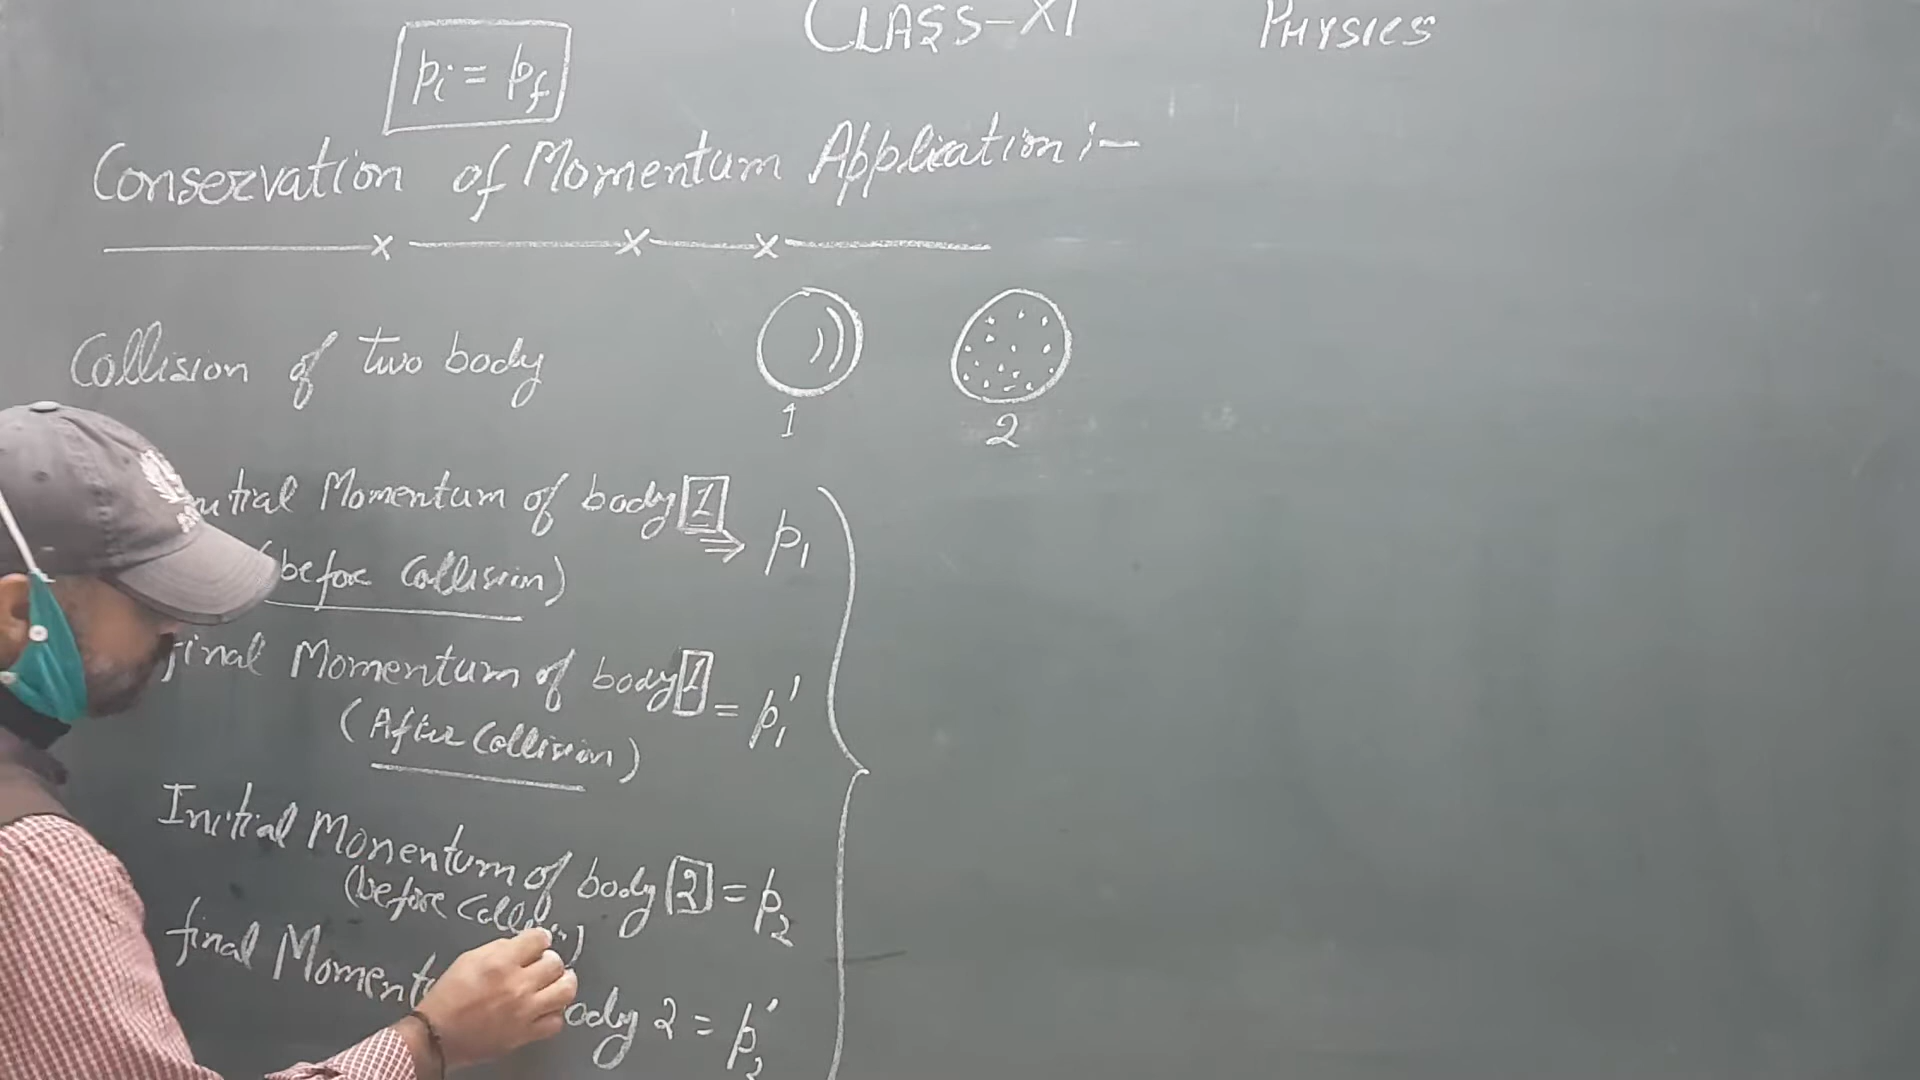 CLASS-XI PHYSICS
pi = pf
Conservation of Momentum Application :-
Collision of two body
1 2
Momentum of body 1
⇒ p₁
(before Collision)
final Momentum of body 1
= p₁'
(After Collision)
Initial Momentum of body 2 = p₂
(before
final body 2 = p₂'